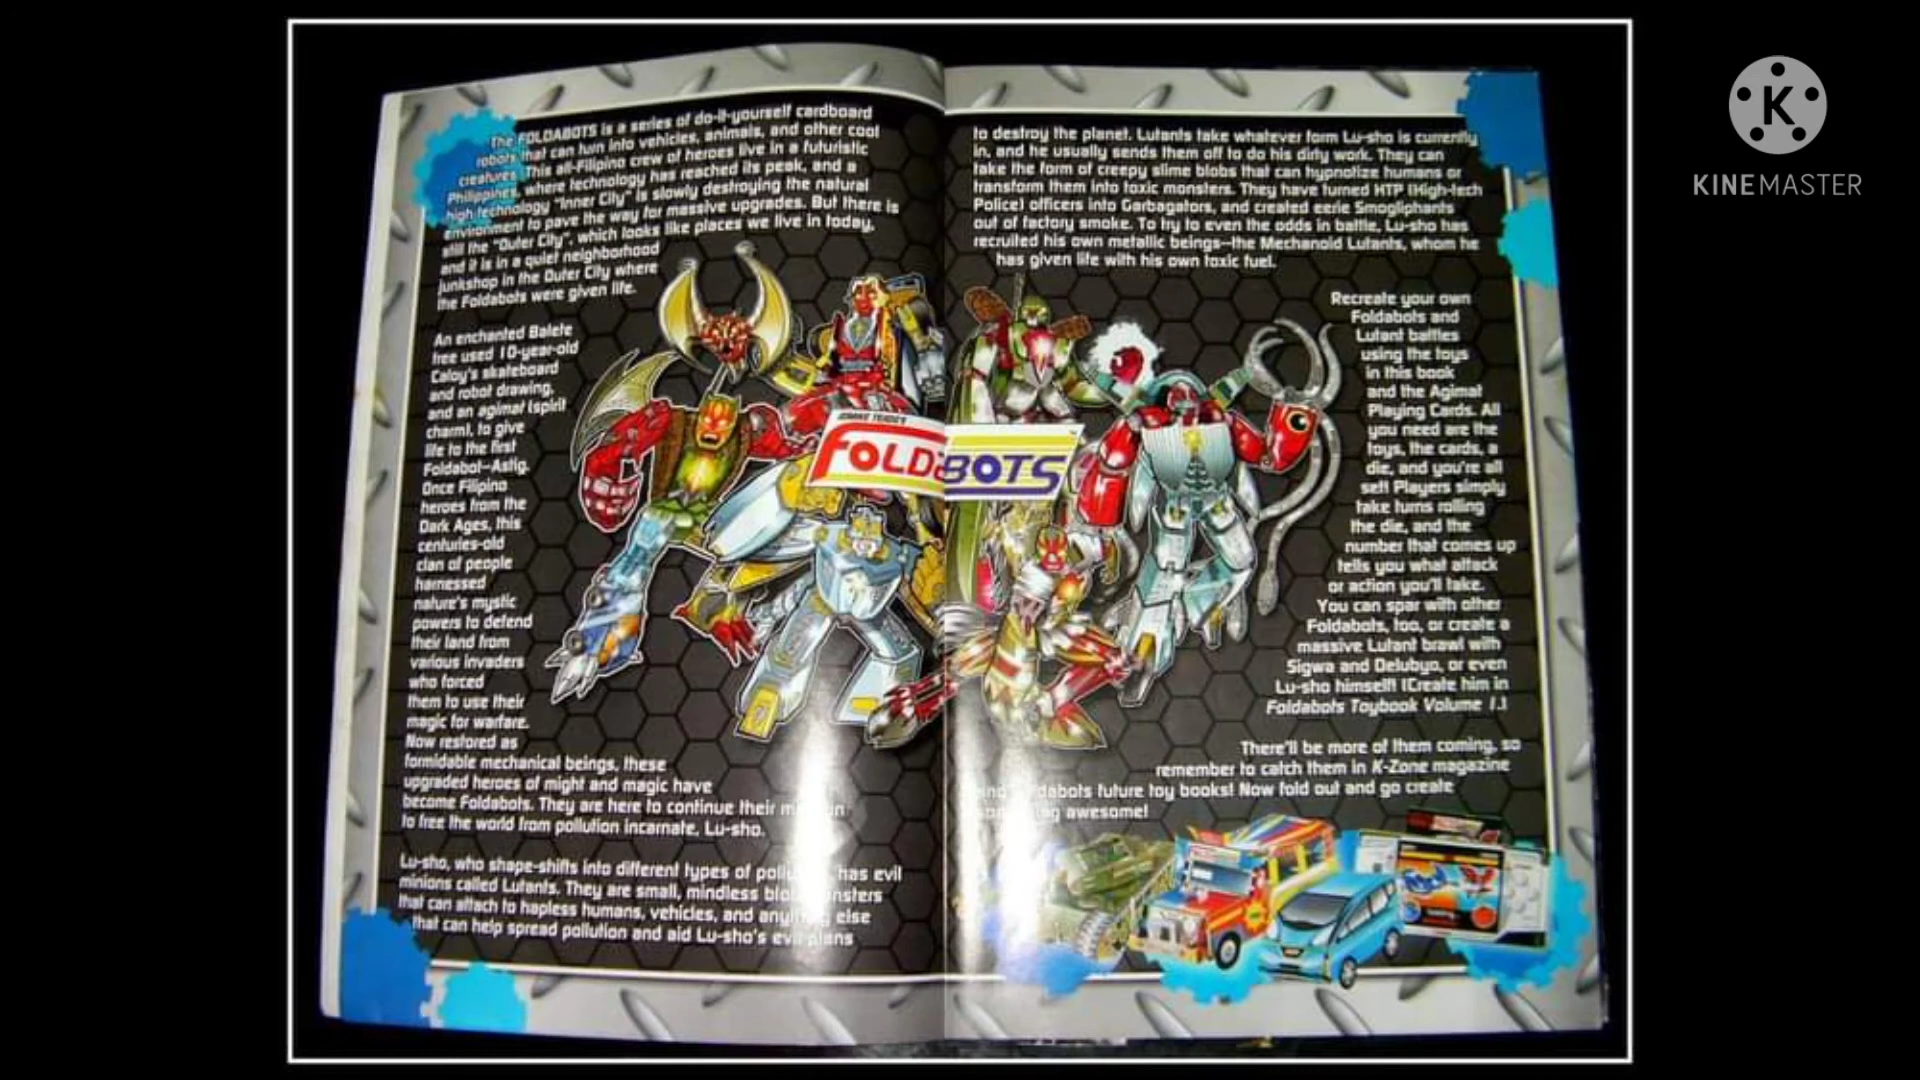 The FOLDABOTS is a series of do-it-yourself cardboard
robots that can turn into vehicles, animals, and other cool
creatures. This all-Filipino crew of heroes live in a futuristic
Philippines, where technology has reached its peak, and a
high technology "Inner City" is slowly destroying the natural
environment to pave the way for massive upgrades. But there is
still the "Outer City", which looks like places we live in today,
and it is in a quiet neighborhood
junkshop in the Outer City where
the Foldabots were given life.
An enchanted Balete
tree used 10-year-old
Caloy's skateboard
and robot drawing,
and an agimat (spirit
charm), to give
life to the first
Foldabot—Astig.
Once Filipino
heroes from the
Dark Ages, this
centuries-old
clan of people
harnessed
nature's mystic
powers to defend
their land from
various invaders
who forced
them to use their
magic for warfare.
Now restored as
formidable mechanical beings, these
upgraded heroes of might and magic have
become Foldabots. They are here to continue their
to free the world from pollution incarnate, Lu-sho.
Lu-sho, who shape-shifts into different types of has evil
minions called Lutants. They are small, mindless
that can attach to hapless humans, vehicles, and else
that can help spread pollution and aid Lu-sho's plans
FOLDABOTS
to destroy the planet. Lutants take whatever form Lu-sho is currently
in, and he usually sends them off to do his dirty work. They can
take the form of creepy slime blobs that can hypnotize humans or
transform them into toxic monsters. They have turned HTP (High-tech
Police) officers into Garbagators, and created eerie Smogliphants
out of factory smoke. To try to even the odds in battle, Lu-sho has
recruited his own metallic beings—the Mechanoid Lutants, whom he
has given life with his own toxic fuel.
Recreate your own
Foldabots and
Lutant battles
using the toys
in this book
and the Agimat
Playing Cards. All
you need are the
toys, the cards, a
die, and you're all
set! Players simply
take turns rolling
the die, and the
number that comes up
tells you what attack
or action you'll take.
You can spar with other
Foldabots, too, or create a
massive Lutant brawl with
Sigwa and Delubyo, or even
Lu-sho himself! (Create him in
Foldabots Toybook Volume 1.)
There'll be more of them coming, so
remember to catch them in K-Zone magazine
future toy books! Now fold out and go create
awesome!
K
KINEMASTER